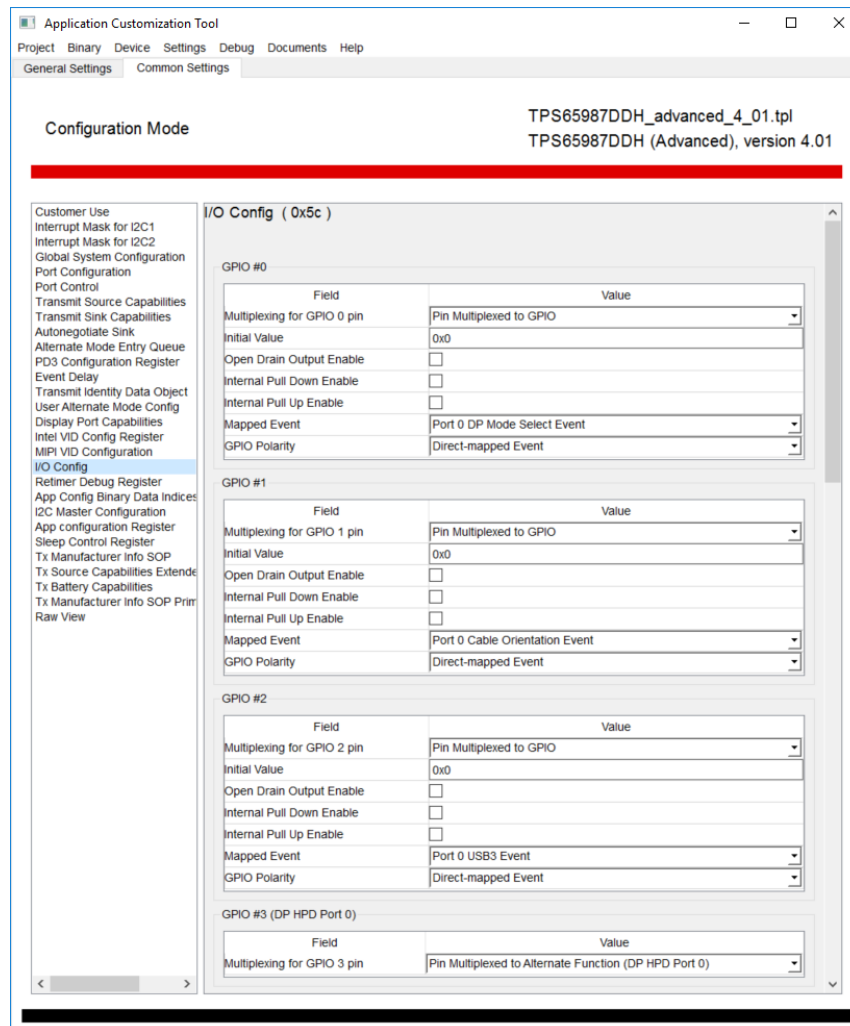 Application Customization Tool
Project Binary Device Settings Debug Documents Help
General Settings Common Settings
Configuration Mode
TPS65987DDH_advanced_4_01.tpl
TPS65987DDH (Advanced), version 4.01
Customer Use
Interrupt Mask for I2C1
Interrupt Mask for I2C2
Global System Configuration
Port Configuration
Port Control
Transmit Source Capabilities
Transmit Sink Capabilities
Autonegotiate Sink
Alternate Mode Entry Queue
PD3 Configuration Register
Event Delay
Transmit Identity Data Object
User Alternate Mode Config
Display Port Capabilities
Intel VID Config Register
MIPI VID Configuration
I/O Config
Retimer Debug Register
App Config Binary Data Indices
I2C Master Configuration
App configuration Register
Sleep Control Register
Tx Manufacturer Info SOP
Tx Source Capabilities Extende
Tx Battery Capabilities
Tx Manufacturer Info SOP Prim
Raw View
I/O Config ( 0x5c )
GPIO #0
Field Value
Multiplexing for GPIO 0 pin Pin Multiplexed to GPIO
Initial Value 0x0
Open Drain Output Enable
Internal Pull Down Enable
Internal Pull Up Enable
Mapped Event Port 0 DP Mode Select Event
GPIO Polarity Direct-mapped Event
GPIO #1
Field Value
Multiplexing for GPIO 1 pin Pin Multiplexed to GPIO
Initial Value 0x0
Open Drain Output Enable
Internal Pull Down Enable
Internal Pull Up Enable
Mapped Event Port 0 Cable Orientation Event
GPIO Polarity Direct-mapped Event
GPIO #2
Field Value
Multiplexing for GPIO 2 pin Pin Multiplexed to GPIO
Initial Value 0x0
Open Drain Output Enable
Internal Pull Down Enable
Internal Pull Up Enable
Mapped Event Port 0 USB3 Event
GPIO Polarity Direct-mapped Event
GPIO #3 (DP HPD Port 0)
Field Value
Multiplexing for GPIO 3 pin Pin Multiplexed to Alternate Function (DP HPD Port 0)